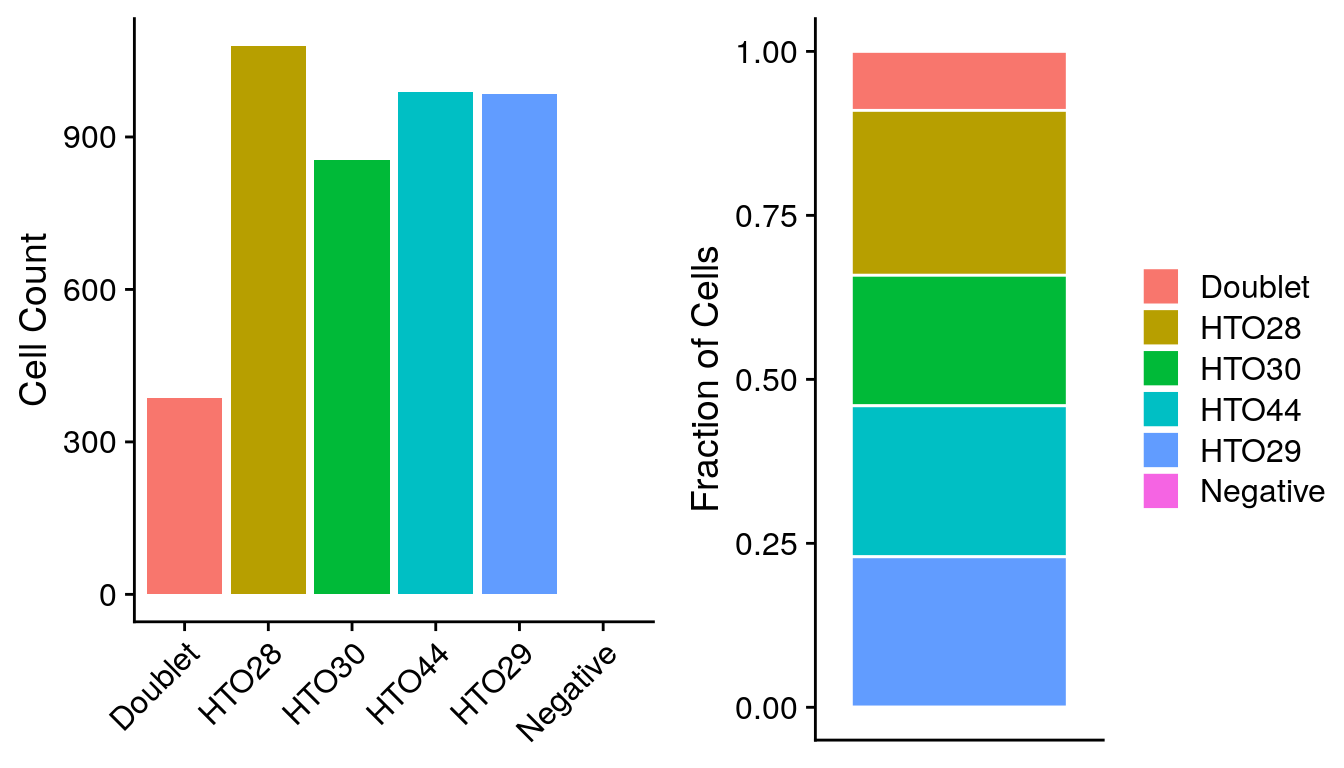 Cell Count
900
600
300
0
Doublet
HTO28
HTO30
HTO44
HTO29
Negative
Fraction of Cells
1.00
0.75
0.50
0.25
0.00
Doublet
HTO28
HTO30
HTO44
HTO29
Negative